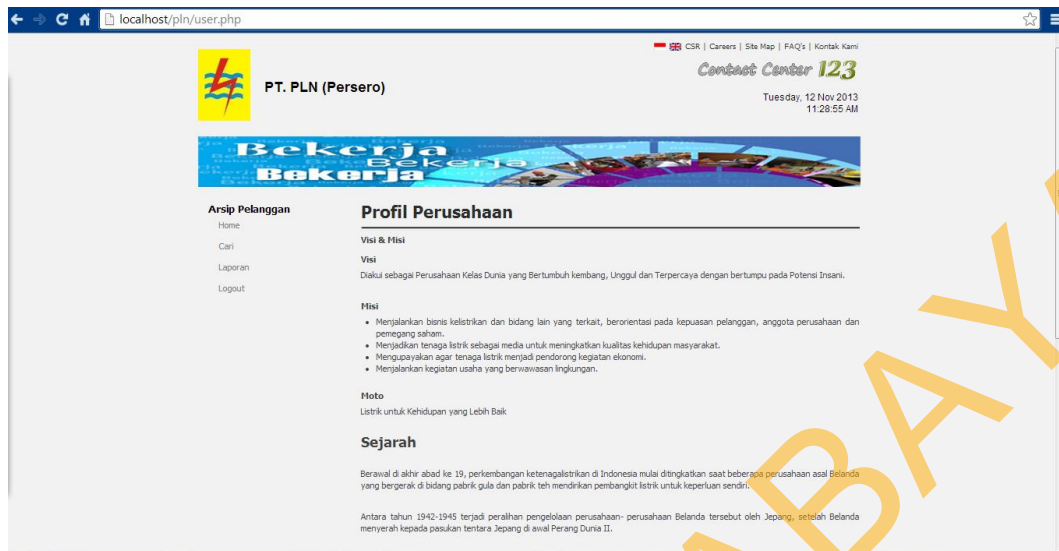 localhost/pln/user.php
CSR | Careers | Site Map | FAQ's | Kontak Kami
Contact Center 123
PT. PLN (Persero)
Tuesday, 12 Nov 2013
11:28:55 AM
Bekerja
Bekerja
Bekerja
Arsip Pelanggan
Home
Cari
Laporan
Logout
Profil Perusahaan
Visi & Misi
Visi
Diakui sebagai Perusahaan Kelas Dunia yang Bertumbuh kembang, Unggul dan Terpercaya dengan bertumpu pada Potensi Insani.
Misi
• Menjalankan bisnis kelistrikan dan bidang lain yang terkait, berorientasi pada kepuasan pelanggan, anggota perusahaan dan
pemegang saham.
• Menjadikan tenaga listrik sebagai media untuk meningkatkan kualitas kehidupan masyarakat.
• Mengupayakan agar tenaga listrik menjadi pendorong kegiatan ekonomi.
• Menjalankan kegiatan usaha yang berwawasan lingkungan.
Moto
Listrik untuk Kehidupan yang Lebih Baik
Sejarah
Berawal di akhir abad ke 19, perkembangan ketenagalistrikan di Indonesia mulai ditingkatkan saat beberapa perusahaan asal Belanda
yang bergerak di bidang pabrik gula dan pabrik teh mendirikan pembangkit listrik untuk keperluan sendiri.
Antara tahun 1942-1945 terjadi peralihan pengelolaan perusahaan- perusahaan Belanda tersebut oleh Jepang, setelah Belanda
menyerah kepada pasukan tentara Jepang di awal Perang Dunia II.